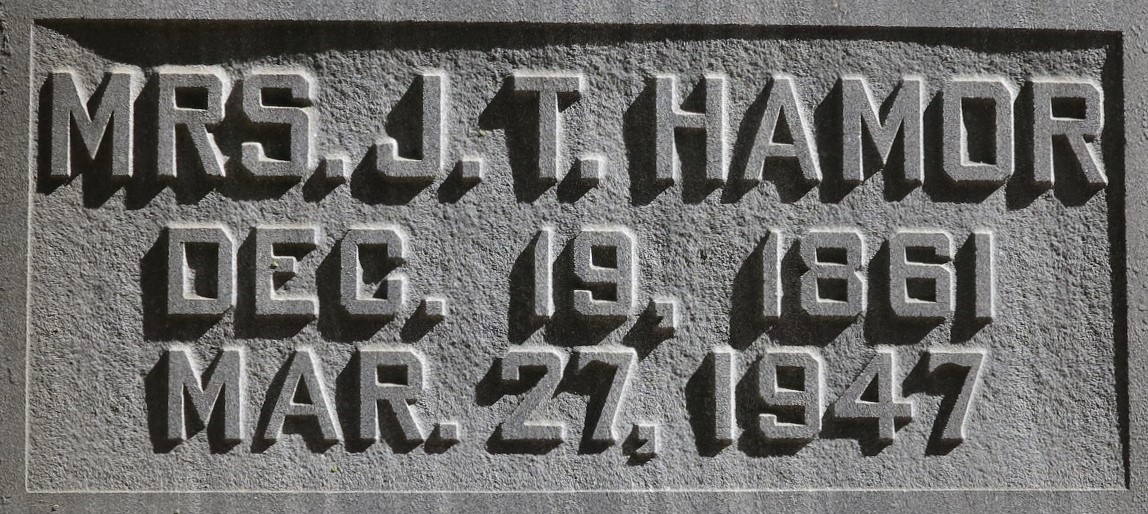 MRS. J. T. HAMOR
DEC. 19, 1861
MAR. 27, 1947